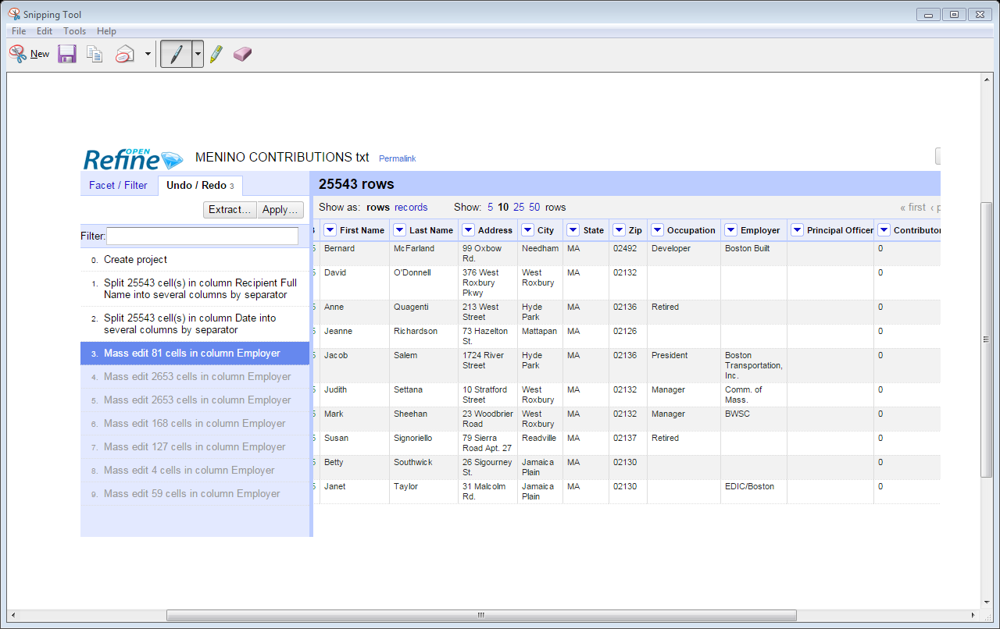 Snipping Tool
File Edit Tools Help
New
OPEN
Refine MENINO CONTRIBUTIONS txt Permalink
Facet / Filter Undo / Redo 3
25543 rows
Extract... Apply...
Show as: rows records Show: 5 10 25 50 rows « first ‹ p
Filter:
0. Create project
1. Split 25543 cell(s) in column Recipient Full
Name into several columns by separator
2. Split 25543 cell(s) in column Date into
several columns by separator
3. Mass edit 81 cells in column Employer
4. Mass edit 2653 cells in column Employer
5. Mass edit 2653 cells in column Employer
6. Mass edit 168 cells in column Employer
7. Mass edit 127 cells in column Employer
8. Mass edit 4 cells in column Employer
9. Mass edit 59 cells in column Employer
First Name Last Name Address City State Zip Occupation Employer Principal Officer Contributor
5 Bernard McFarland 99 Oxbow Needham MA 02492 Developer Boston Built 0
Rd.
5 David O'Donnell 376 West West MA 02132 0
Roxbury Roxbury
Pkwy
5 Anne Quagenti 213 West Hyde MA 02136 Retired 0
Street Park
5 Jeanne Richardson 73 Hazelton Mattapan MA 02126 0
St.
5 Jacob Salem 1724 River Hyde MA 02136 President Boston 0
Street Park Transportation,
Inc.
5 Judith Settana 10 Stratford West MA 02132 Manager Comm. of 0
Street Roxbury Mass.
5 Mark Sheehan 23 Woodbrier West MA 02132 Manager BWSC 0
Road Roxbury
5 Susan Signoriello 79 Sierra Readville MA 02137 Retired 0
Road Apt. 27
5 Betty Southwick 26 Sigourney Jamaica MA 02130 0
St. Plain
5 Janet Taylor 31 Malcolm Jamaica MA 02130 EDIC/Boston 0
Rd. Plain